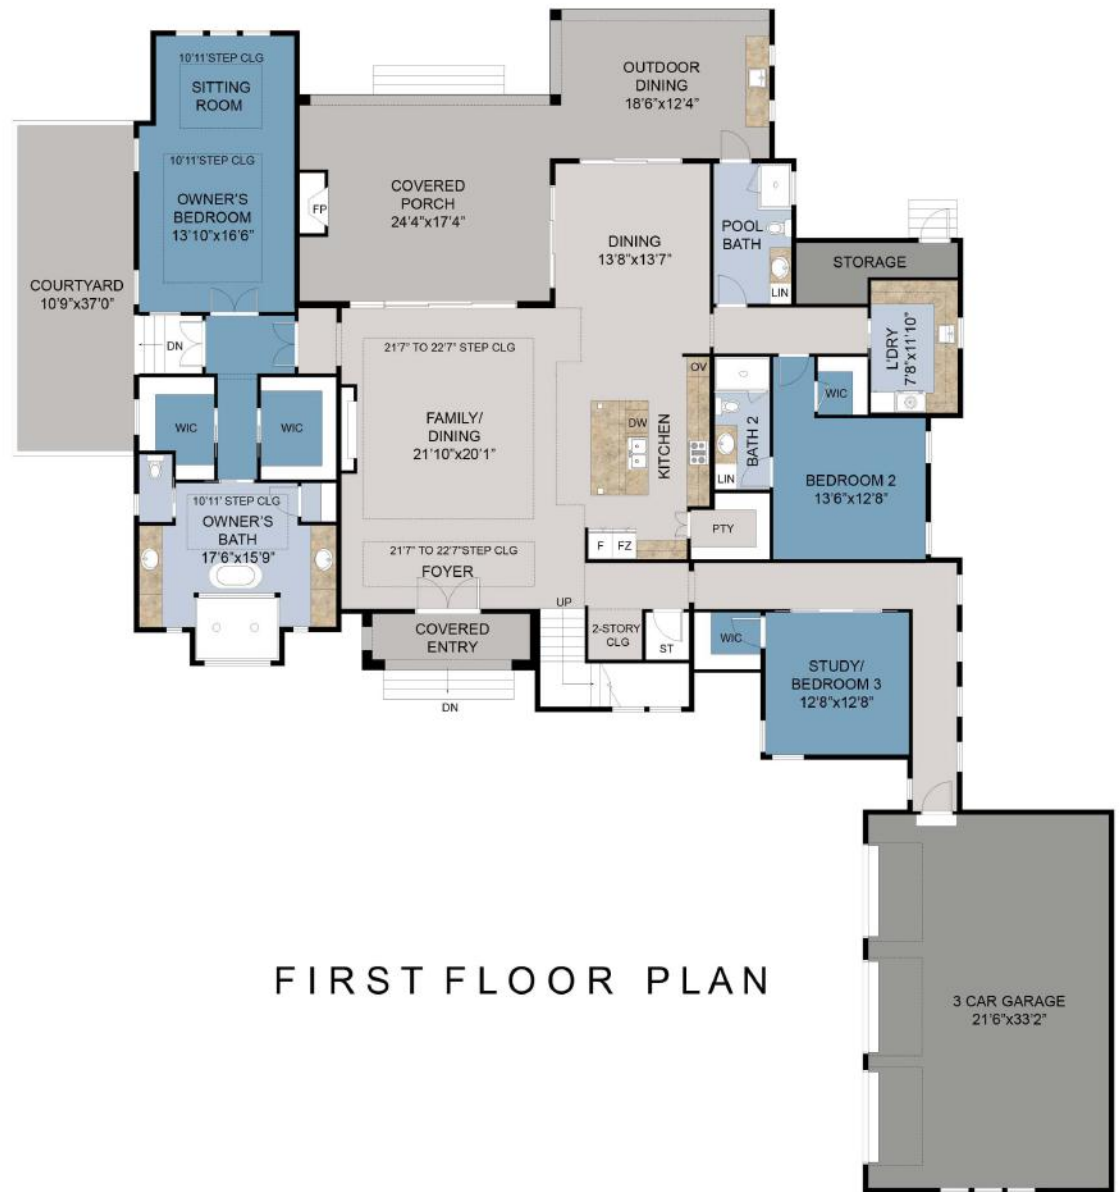 10'11'STEP CLG
SITTING
ROOM
10'11'STEP CLG
OWNER'S
BEDROOM
13'10"x16'6"
COURTYARD
10'9"x37'0"
DN
WIC
WIC
10'11' STEP CLG
OWNER'S
BATH
17'6"x15'9"
FP
COVERED
PORCH
24'4"x17'4"
OUTDOOR
DINING
18'6"x12'4"
DINING
13'8"x13'7"
POOL
BATH
LIN
STORAGE
L'DRY
7'8"x11'10"
21'7" TO 22'7" STEP CLG
FAMILY/
DINING
21'10"x20'1"
OV
DW
KITCHEN
BATH 2
LIN
WIC
BEDROOM 2
13'6"x12'8"
F
FZ
PTY
21'7" TO 22'7"STEP CLG
FOYER
COVERED
ENTRY
DN
UP
2-STORY
CLG
ST
WIC
STUDY/
BEDROOM 3
12'8"x12'8"
3 CAR GARAGE
21'6"x33'2"
FIRST FLOOR PLAN